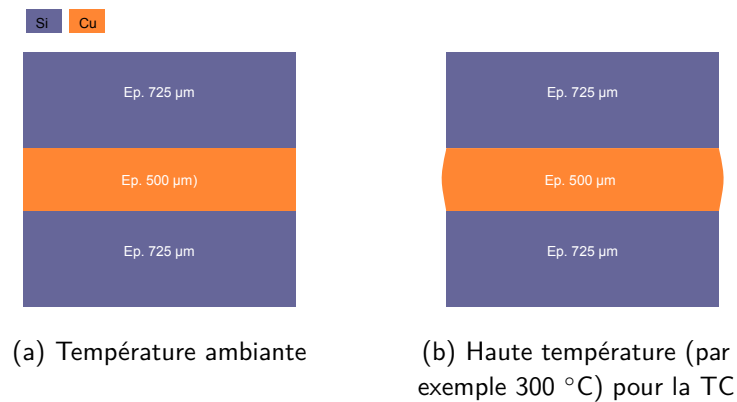 Si Cu
Ep. 725 µm
Ep. 500 µm)
Ep. 725 µm
Ep. 725 µm
Ep. 500 µm
Ep. 725 µm
(a) Température ambiante
(b) Haute température (par
exemple 300 °C) pour la TC